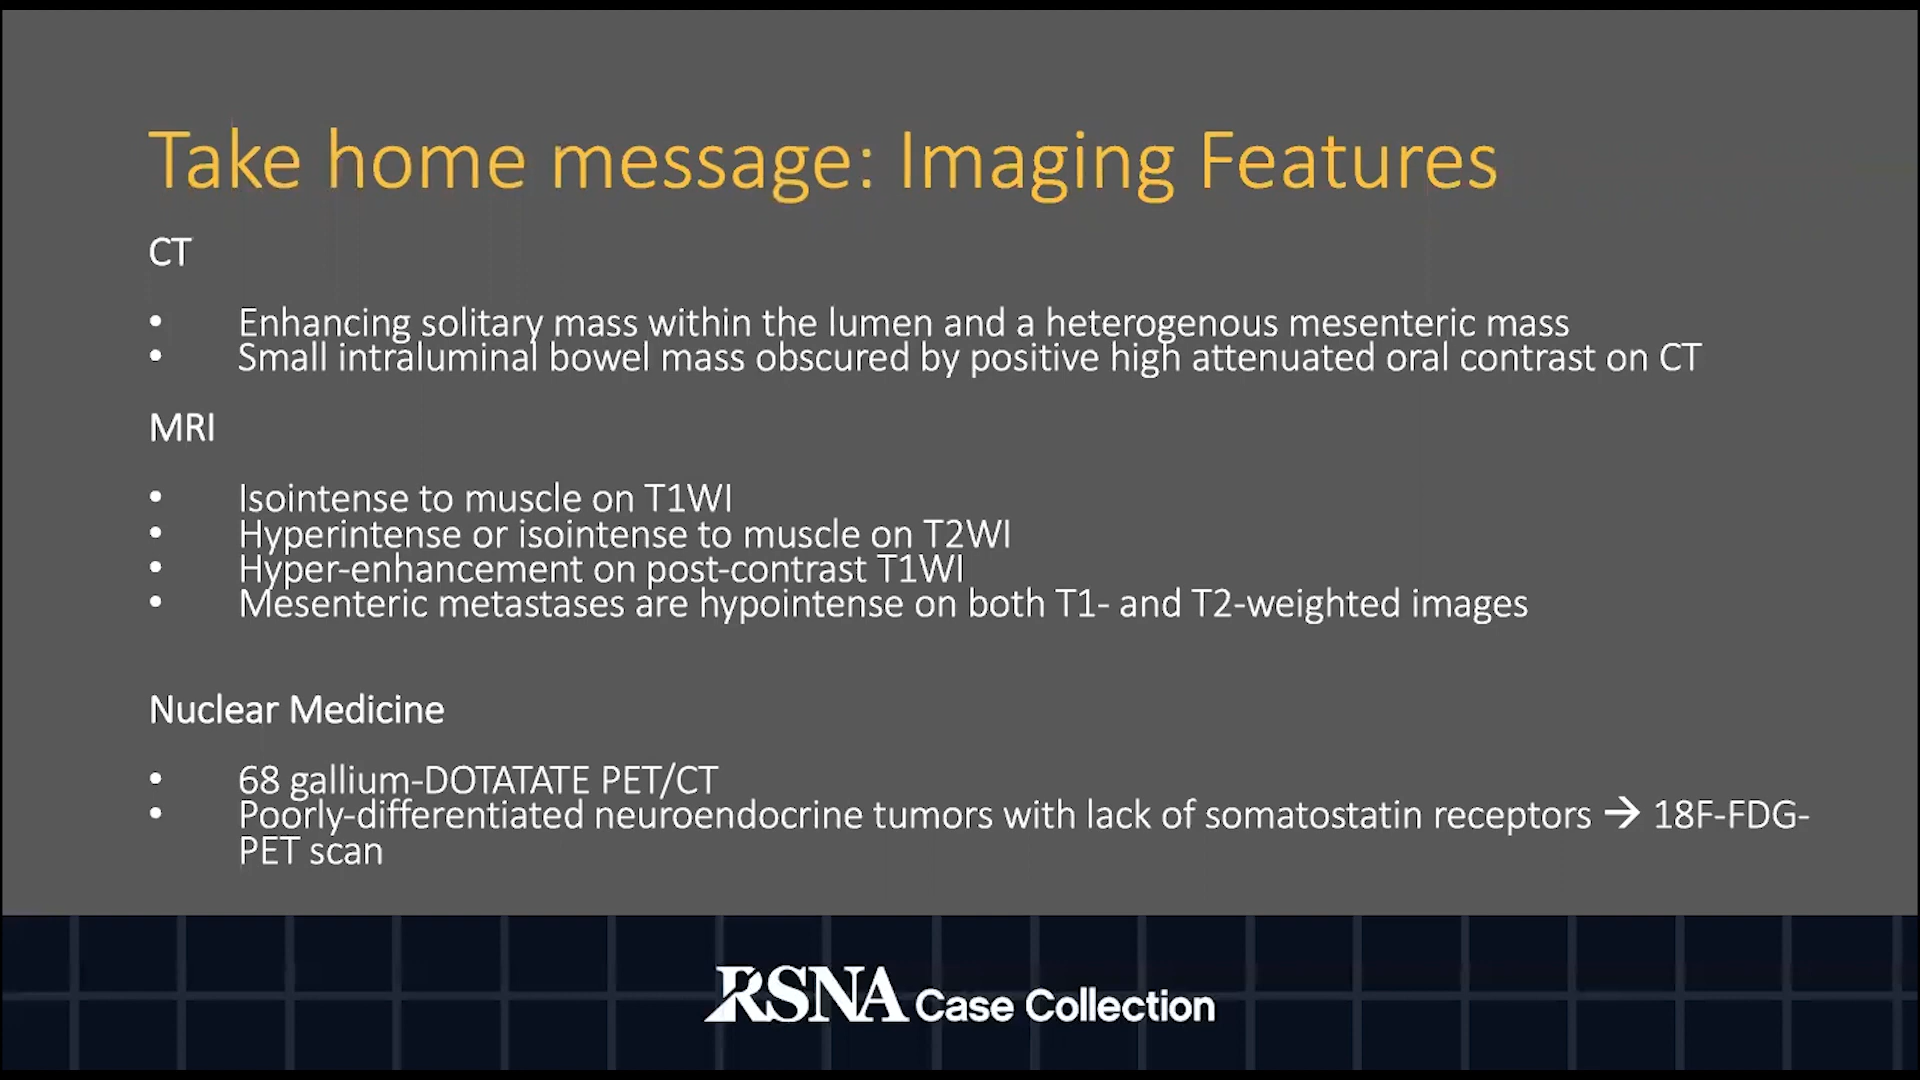 Take home message: Imaging Features
CT
• Enhancing solitary mass within the lumen and a heterogenous mesenteric mass
• Small intraluminal bowel mass obscured by positive high attenuated oral contrast on CT
MRI
• Isointense to muscle on T1WI
• Hyperintense or isointense to muscle on T2WI
• Hyper-enhancement on post-contrast T1WI
• Mesenteric metastases are hypointense on both T1- and T2-weighted images
Nuclear Medicine
• 68 gallium-DOTATATE PET/CT
• Poorly-differentiated neuroendocrine tumors with lack of somatostatin receptors → 18F-FDG-
PET scan
RSNA Case Collection